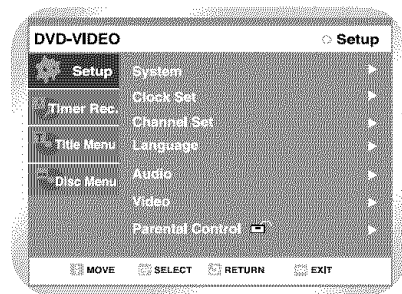 DVD-VIDEO
Setup
Setup
Timer Rec.
Title Menu
Disc Menu
System
Clock Set
Channel Set
Language
Audio
Video
Parental Control
MOVE SELECT RETURN EXIT